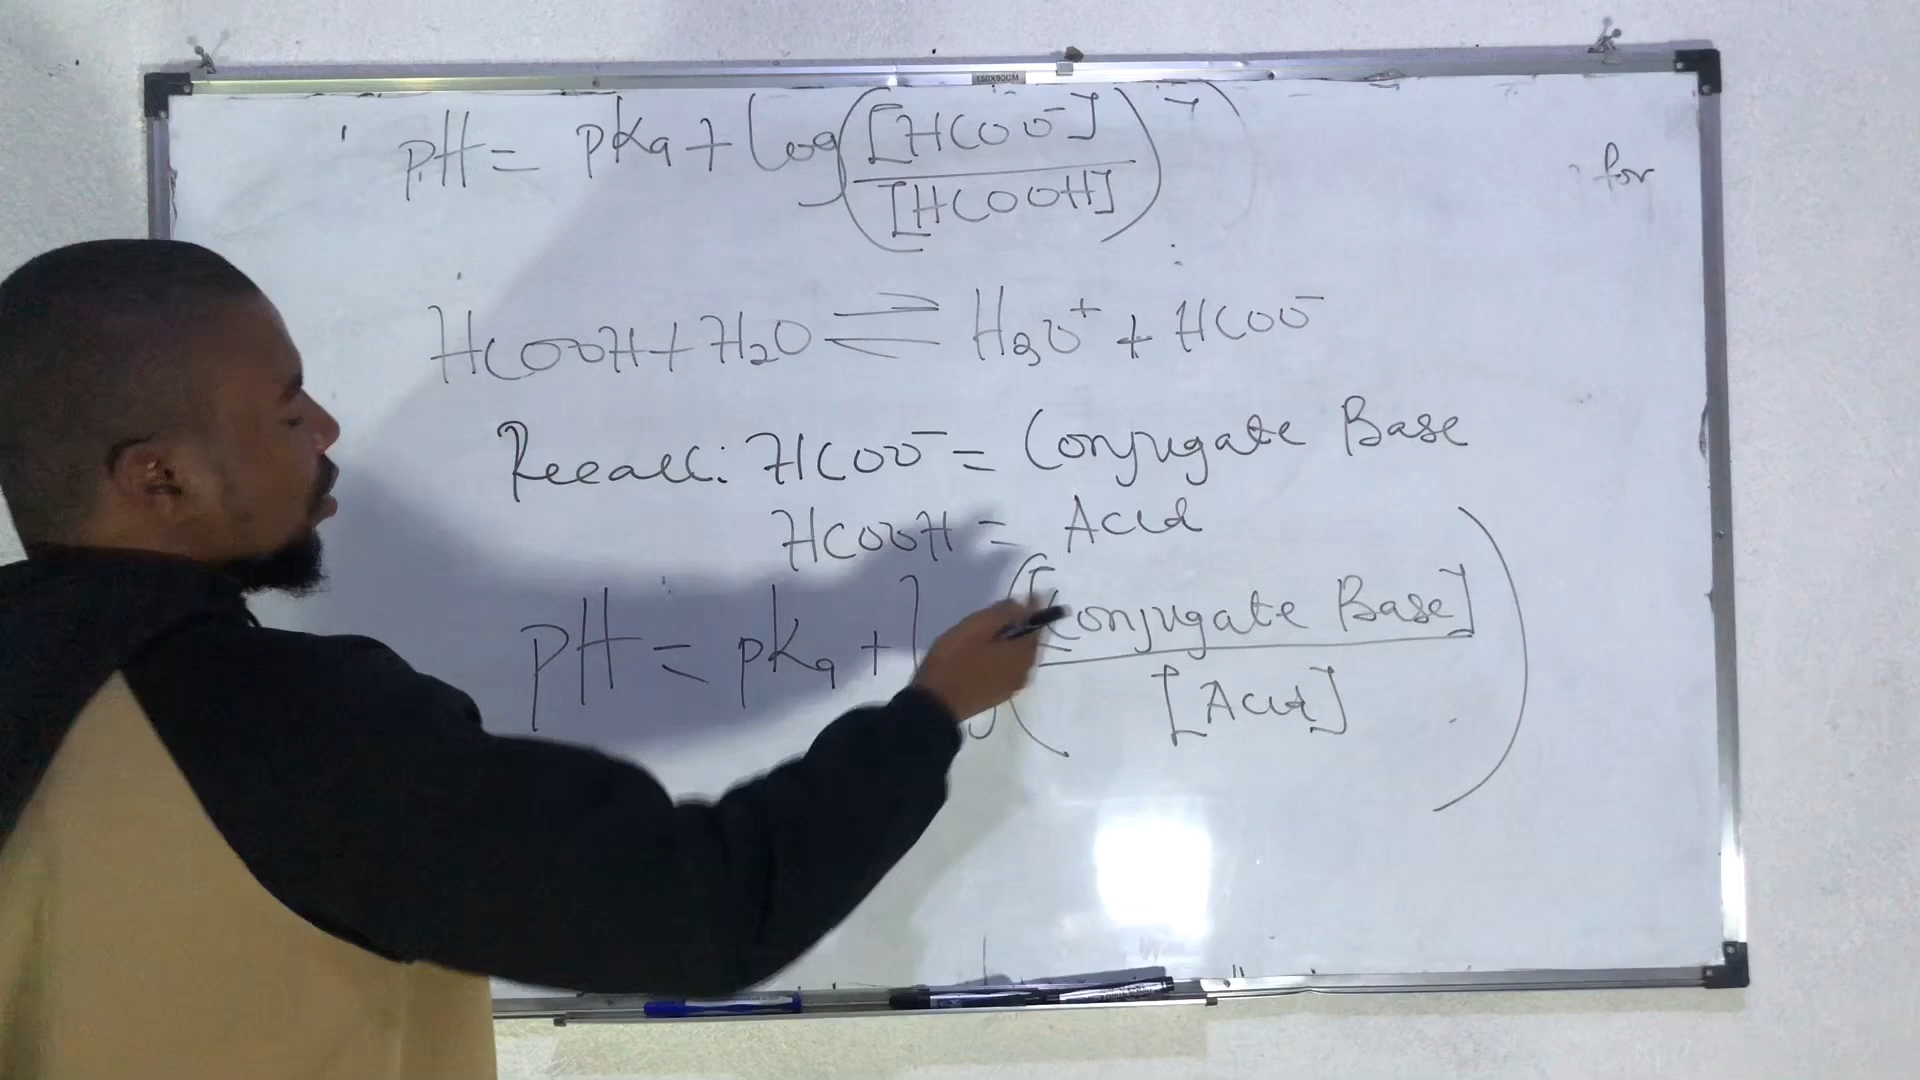 150X90CM
pH = pKa + log([HCOO⁻]/[HCOOH])
for
HCOOH + H₂O ⇌ H₃O⁺ + HCOO⁻
Recall: HCOO⁻ = Conjugate Base
HCOOH = Acid
pH = pKa + l g([Conjugate Base]/[Acid])